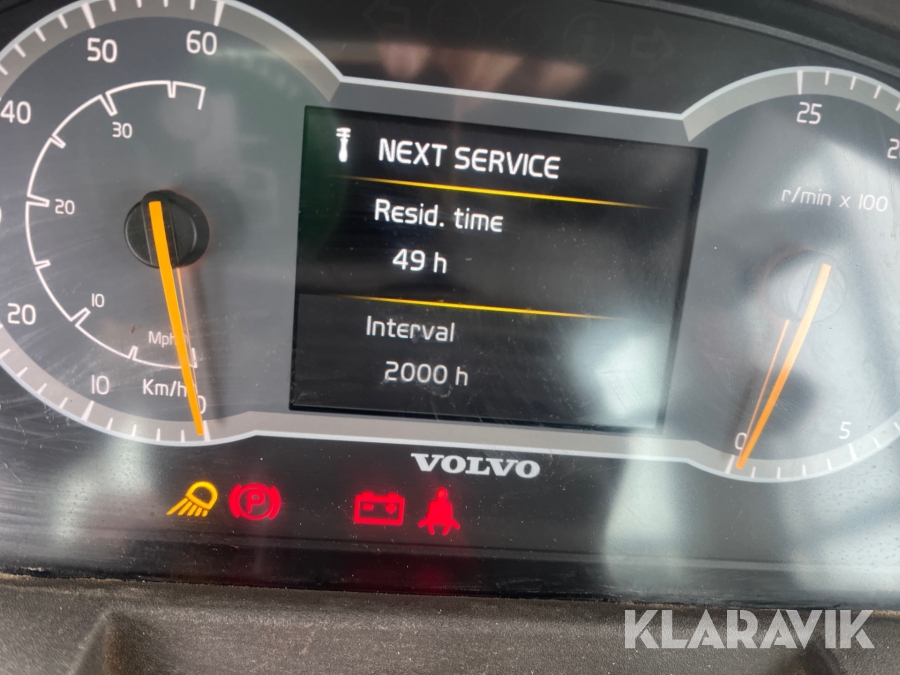 50
60
40
30
20
10
Mph
20
10
Km/h
0
NEXT SERVICE
Resid. time
49 h
Interval
2000 h
25
r/min x 100
0
5
VOLVO
P
KLARAVIK